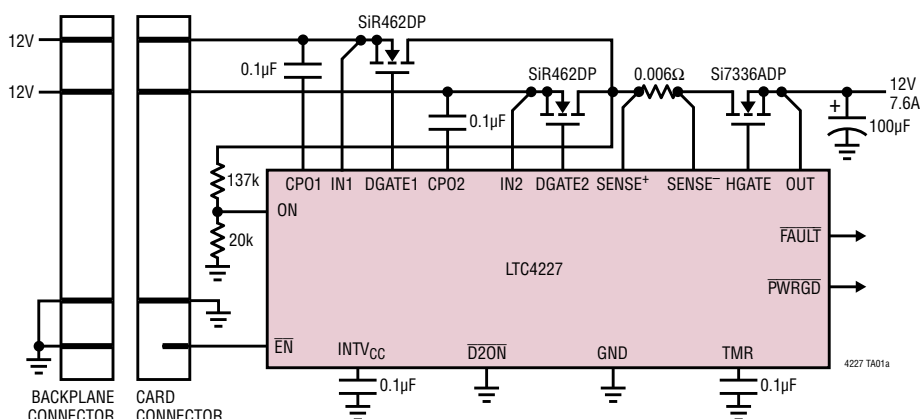 SiR462DP
12V
0.1µF
SiR462DP
0.006Ω
Si7336ADP
12V
12V
7.6A
+
0.1µF
100µF
137k
CPO1
IN1
DGATE1
CPO2
IN2
DGATE2
SENSE+
SENSE–
HGATE
OUT
ON
20k
FAULT
LTC4227
PWRGD
EN
INTVCC
D2ON
GND
TMR
4227 TA01a
0.1µF
0.1µF
BACKPLANE
CONNECTOR
CARD
CONNECTOR